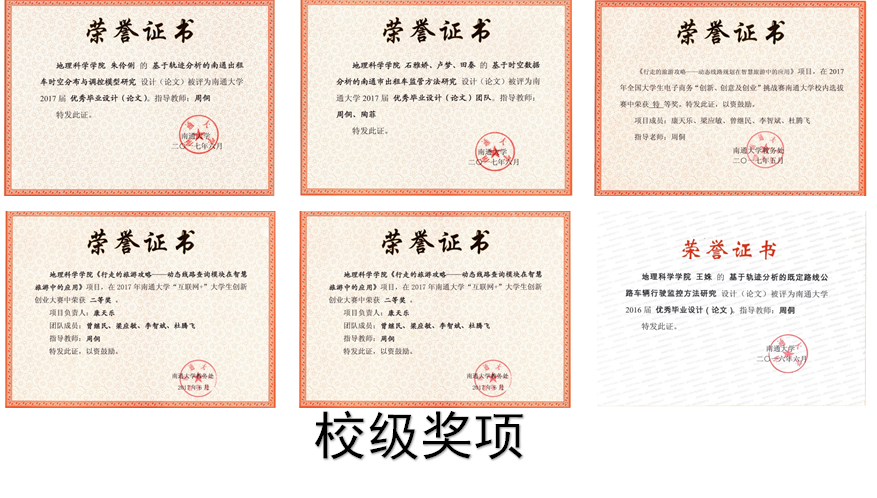 荣誉证书
地理科学学院 朱伶俐 的 基于轨迹分析的南通出租
车时空分布与调控模型研究 设计（论文）被评为南通大学
2017 届 优秀毕业设计（论文）。指导教师：周侗
特发此证。
南通大学
二〇一七年六月
荣誉证书
地理科学学院 石雅娇、卢梦、田秦 的 基于时空数据
分析的南通市出租车监管方法研究 设计（论文）被评为南
通大学 2017 届 优秀毕业设计（论文）团队。指导教师：
周侗、陶菲
特发此证。
南通大学
二〇一七年六月
荣誉证书
《行走的旅游攻略——动态线路规划在智慧旅游中的应用》项目，在 2017
年全国大学生电子商务“创新、创意及创业”挑战赛南通大学校内选拔
赛中荣获 特 等奖。特发此证，以资鼓励。
项目成员：康天乐、梁应敏、曾继民、李智斌、杜腾飞
指导老师：周侗
南通大学教务处
二〇一七年五月
荣誉证书
地理科学学院《行走的旅游攻略——动态线路查询模块在智慧
旅游中的应用》项目，在 2017 年南通大学“互联网+”大学生创新
创业大赛中荣获 二等奖 。
项目负责人：康天乐
团队成员：曾继民、梁应敏、李智斌、杜腾飞
指导教师：周侗
特发此证，以资鼓励。
南通大学教务处
荣誉证书
地理科学学院《行走的旅游攻略——动态线路查询模块在智慧
旅游中的应用》项目，在 2017 年南通大学“互联网+”大学生创新
创业大赛中荣获 二等奖 。
项目负责人：康天乐
团队成员：曾继民、梁应敏、李智斌、杜腾飞
指导教师：周侗
特发此证，以资鼓励。
南通大学教务处
荣誉证书
地理科学学院 王姝 的 基于轨迹分析的既定路线公
路车辆行驶监控方法研究 设计（论文）被评为南通大学
2016 届 优秀毕业设计（论文）。指导教师：周侗
特发此证。
南通大学
二〇一六年六月
校级奖项